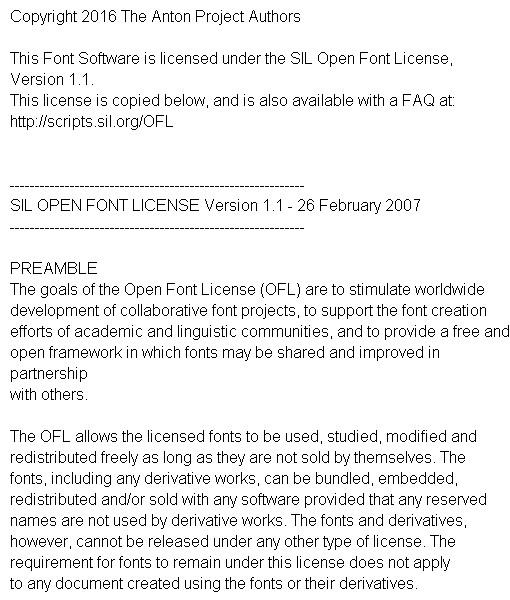 Copyright 2016 The Anton Project Authors
This Font Software is licensed under the SIL Open Font License,
Version 1.1.
This license is copied below, and is also available with a FAQ at:
http://scripts.sil.org/OFL
-----------------------------------------------------------
SIL OPEN FONT LICENSE Version 1.1 - 26 February 2007
-----------------------------------------------------------
PREAMBLE
The goals of the Open Font License (OFL) are to stimulate worldwide
development of collaborative font projects, to support the font creation
efforts of academic and linguistic communities, and to provide a free and
open framework in which fonts may be shared and improved in
partnership
with others.
The OFL allows the licensed fonts to be used, studied, modified and
redistributed freely as long as they are not sold by themselves. The
fonts, including any derivative works, can be bundled, embedded,
redistributed and/or sold with any software provided that any reserved
names are not used by derivative works. The fonts and derivatives,
however, cannot be released under any other type of license. The
requirement for fonts to remain under this license does not apply
to any document created using the fonts or their derivatives.